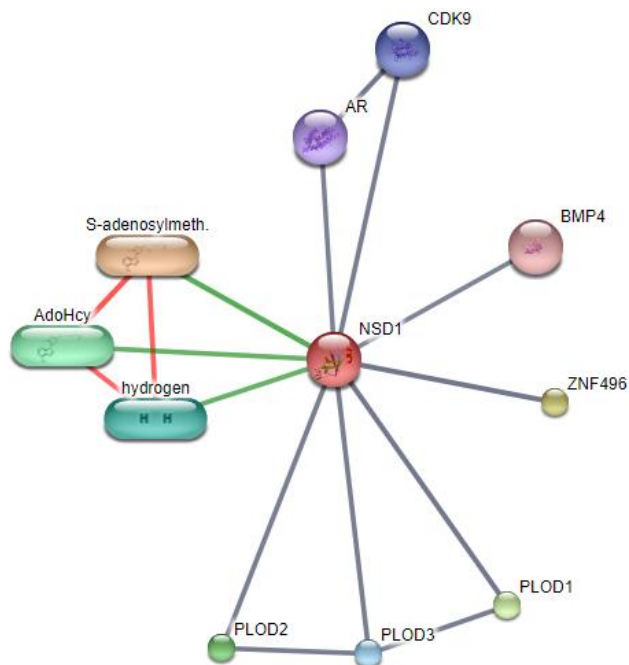 CDK9
AR
S-adenosylmeth.
BMP4
AdoHcy
NSD1
hydrogen
H H
ZNF496
PLOD1
PLOD2
PLOD3